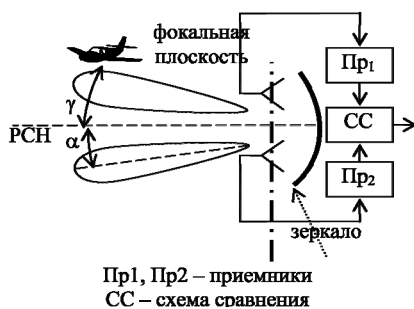 фокальная
плоскость
Пр1
γ
РСН
СС
α
Пр2
зеркало
Пр1, Пр2 – приемники
СС – схема сравнения